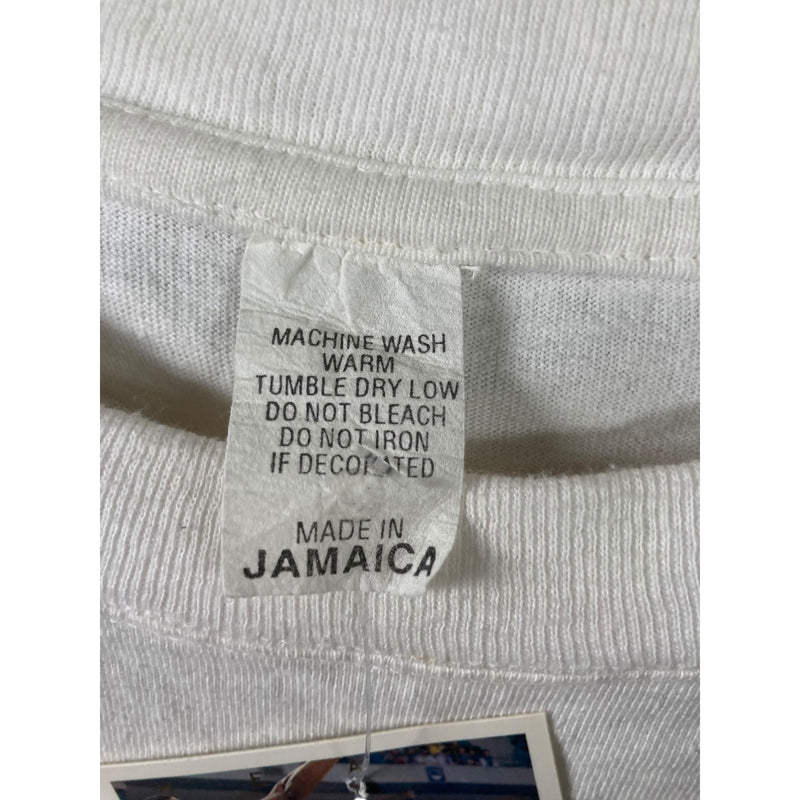 MACHINE WASH
WARM
TUMBLE DRY LOW
DO NOT BLEACH
DO NOT IRON
IF DECORATED
MADE IN
JAMAICA